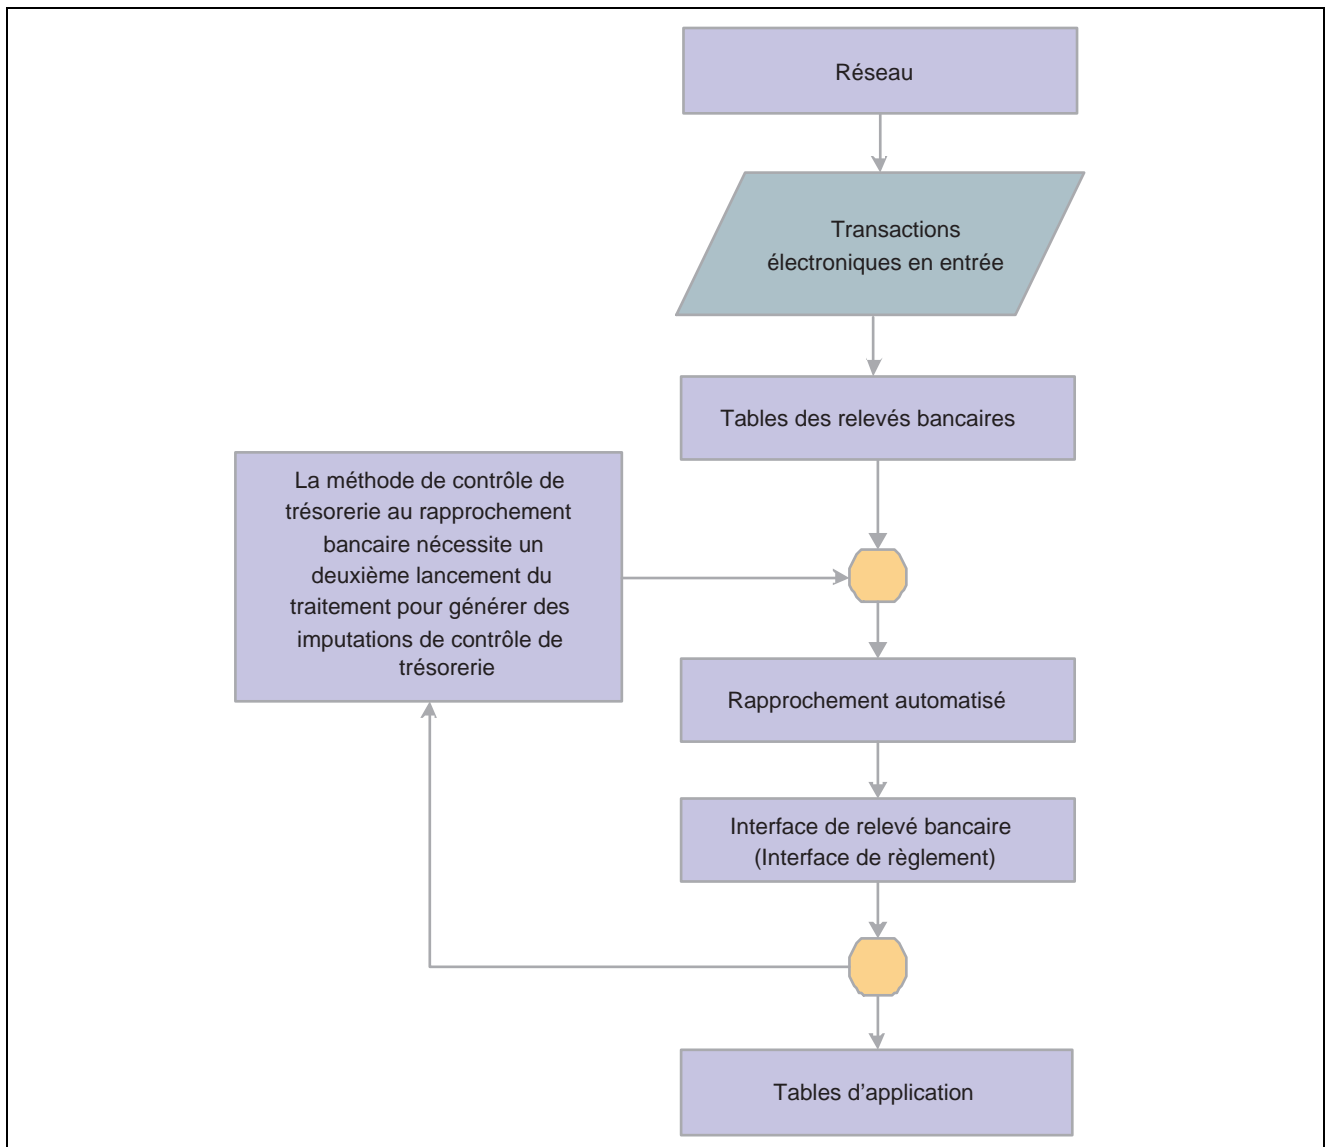 Réseau
Transactions
électroniques en entrée
Tables des relevés bancaires
La méthode de contrôle de
trésorerie au rapprochement
bancaire nécessite un
deuxième lancement du
traitement pour générer des
imputations de contrôle de
trésorerie
Rapprochement automatisé
Interface de relevé bancaire
(Interface de règlement)
Tables d’application